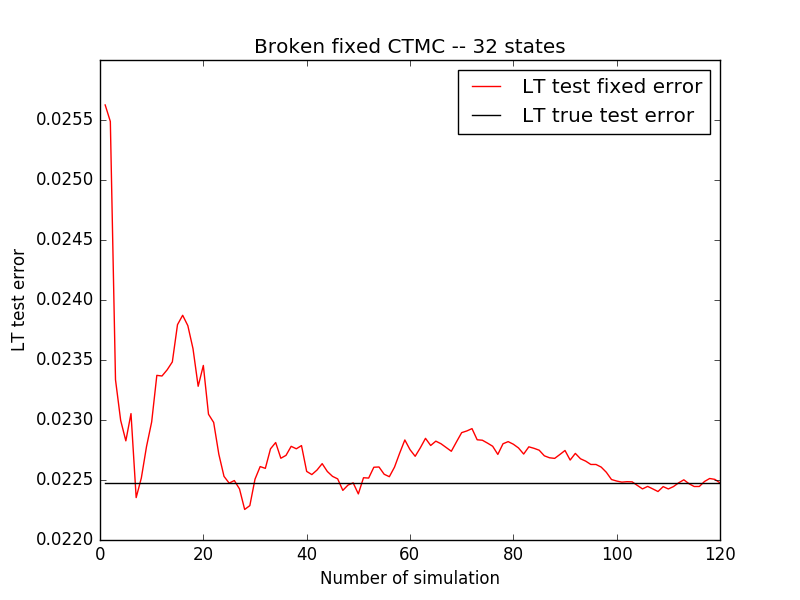 Broken fixed CTMC -- 32 states
LT test fixed error
LT true test error
LT test error
0.0255
0.0250
0.0245
0.0240
0.0235
0.0230
0.0225
0.0220
0 20 40 60 80 100 120
Number of simulation